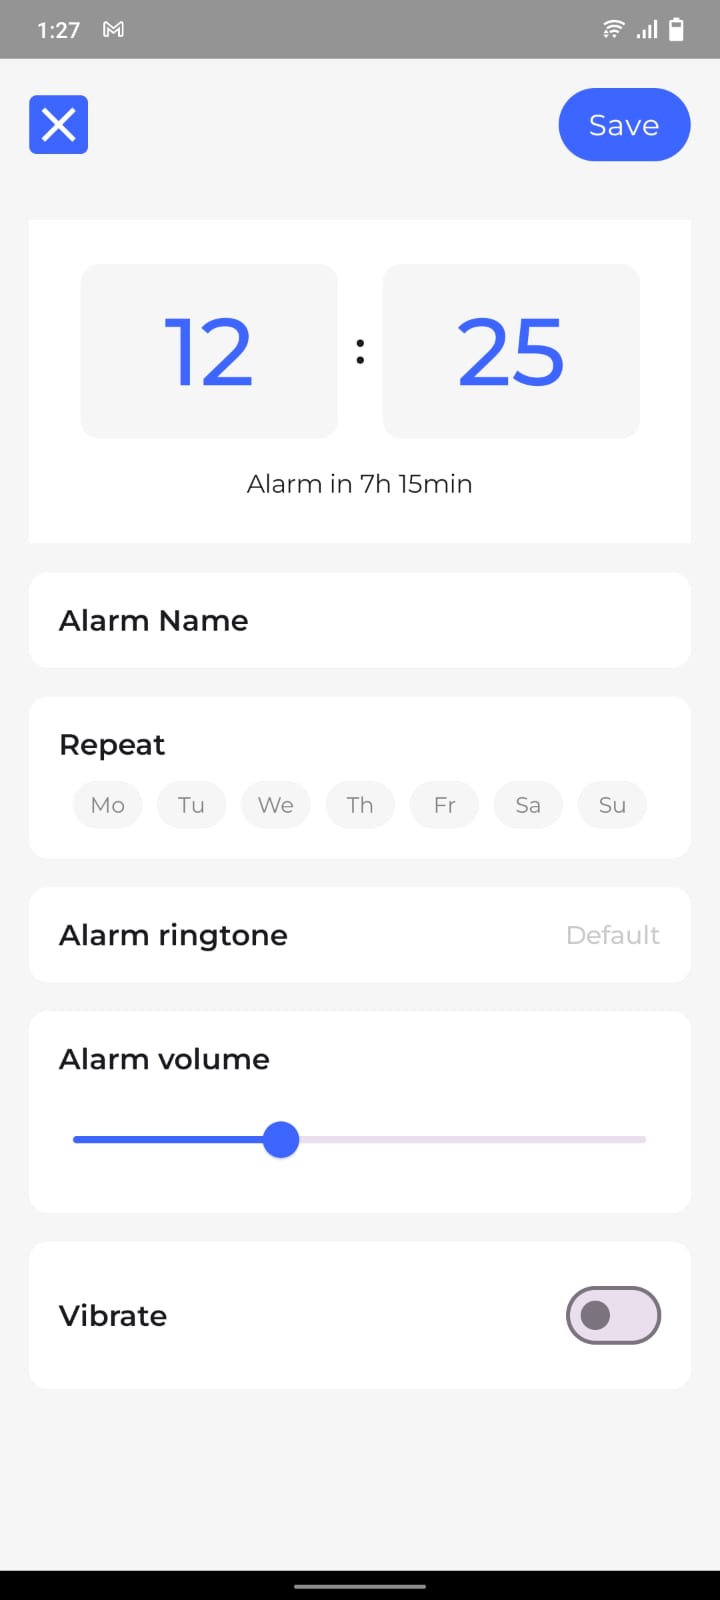 1:27
Save
12 : 25
Alarm in 7h 15min
Alarm Name
Repeat
Mo Tu We Th Fr Sa Su
Alarm ringtone Default
Alarm volume
Vibrate